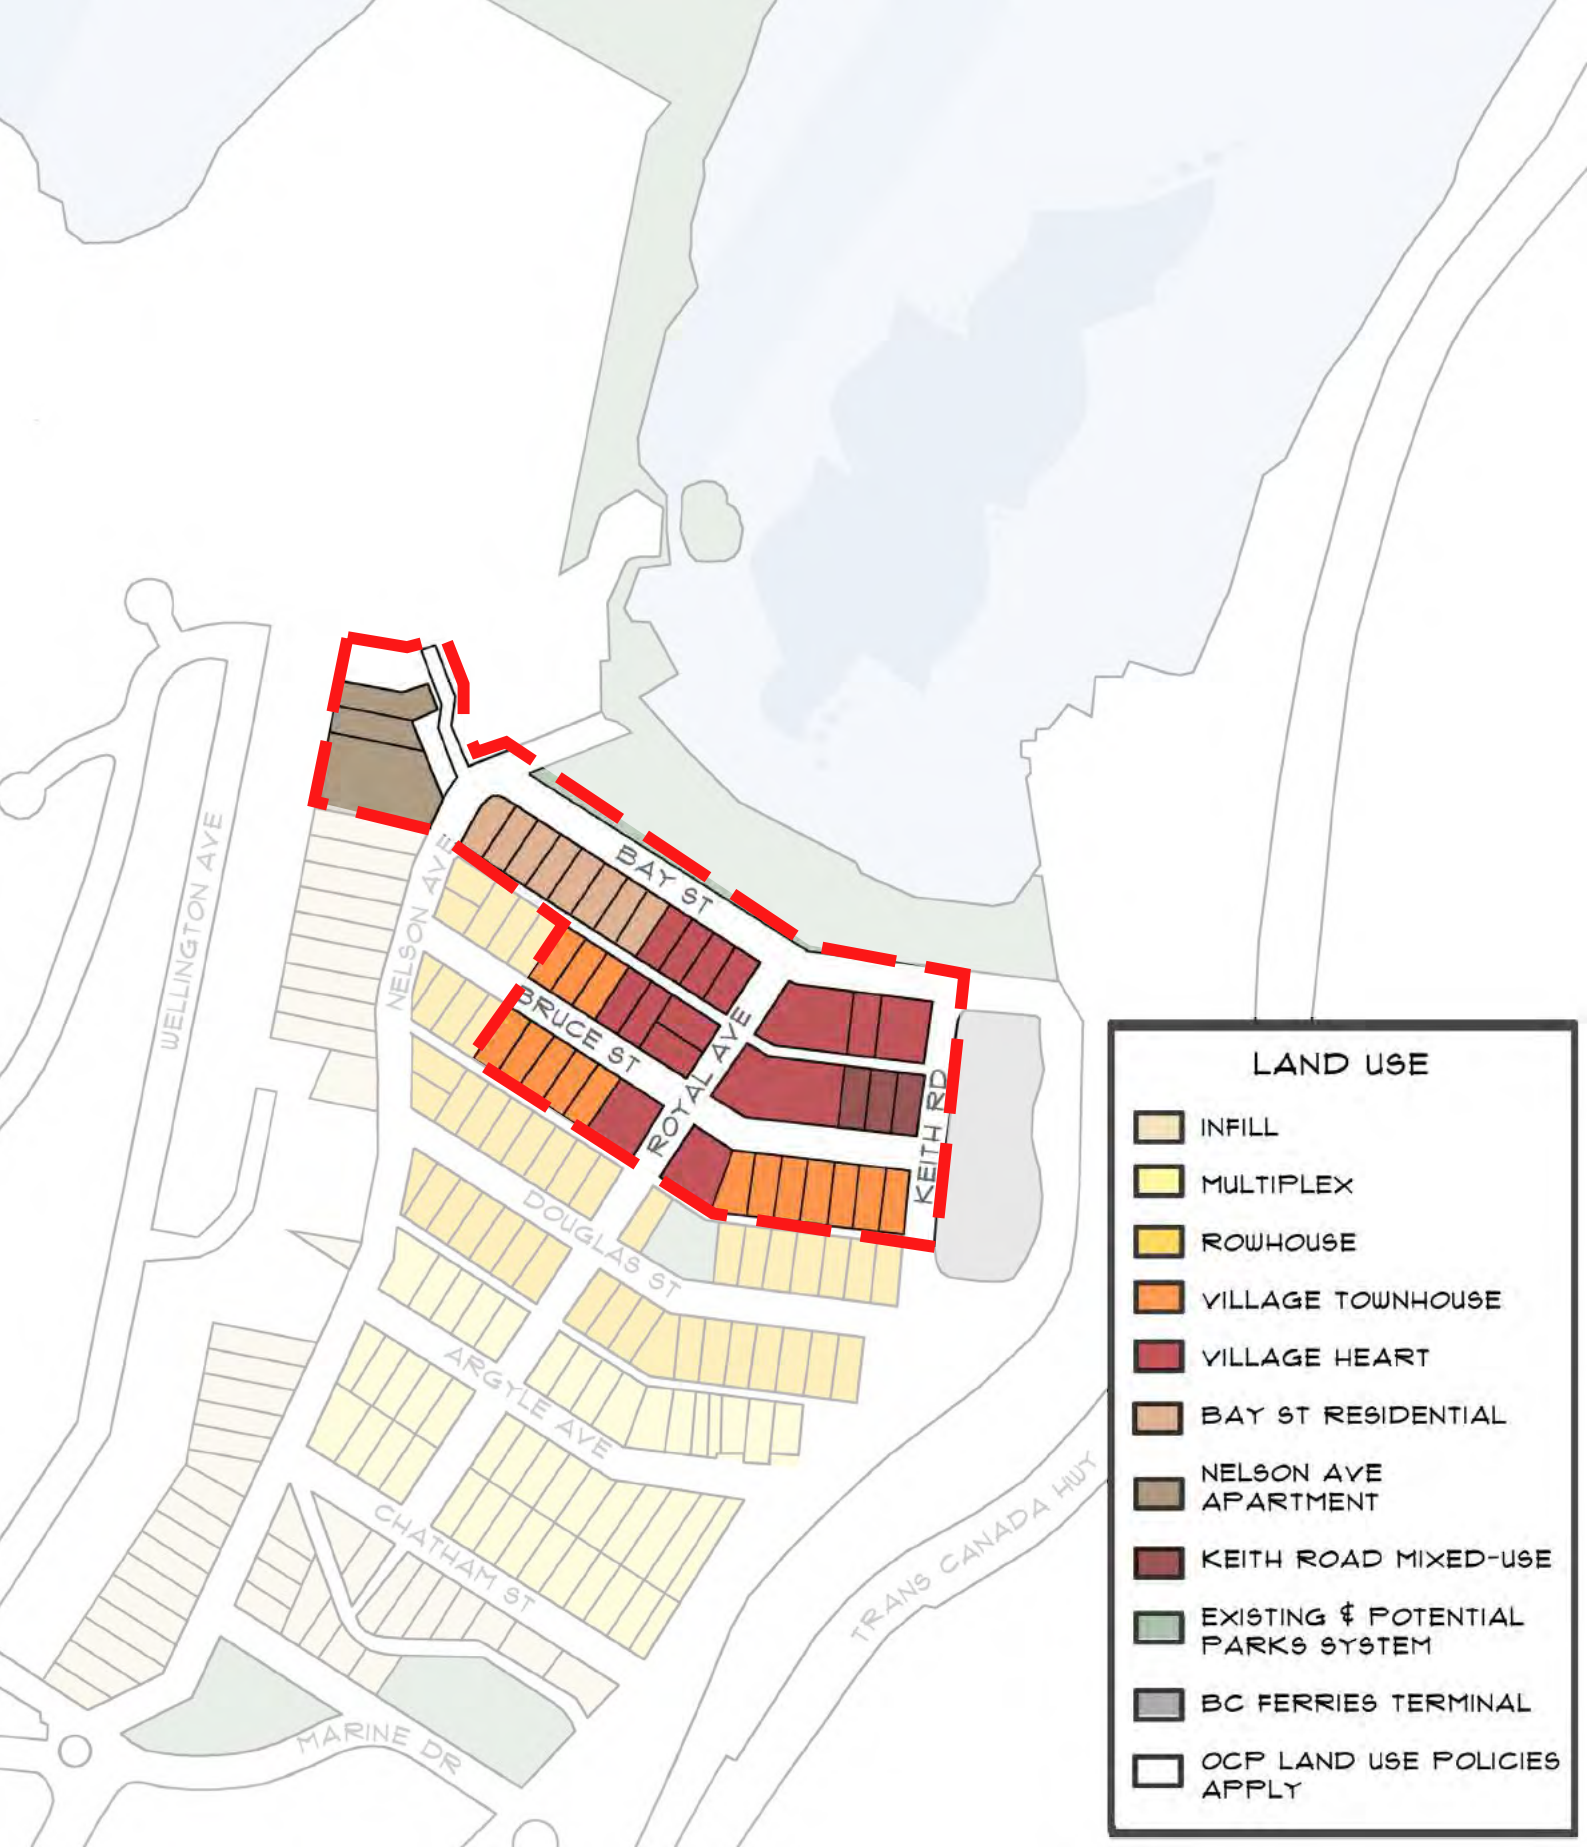 WELLINGTON AVE
NELSON AVE
BAY ST
BRUCE ST
ROYAL AVE
KEITH RD
DOUGLAS ST
ARGYLE AVE
CHATHAM ST
MARINE DR
TRANS CANADA HWY
LAND USE
INFILL
MULTIPLEX
ROWHOUSE
VILLAGE TOWNHOUSE
VILLAGE HEART
BAY ST RESIDENTIAL
NELSON AVE
APARTMENT
KEITH ROAD MIXED-USE
EXISTING & POTENTIAL
PARKS SYSTEM
BC FERRIES TERMINAL
OCP LAND USE POLICIES
APPLY